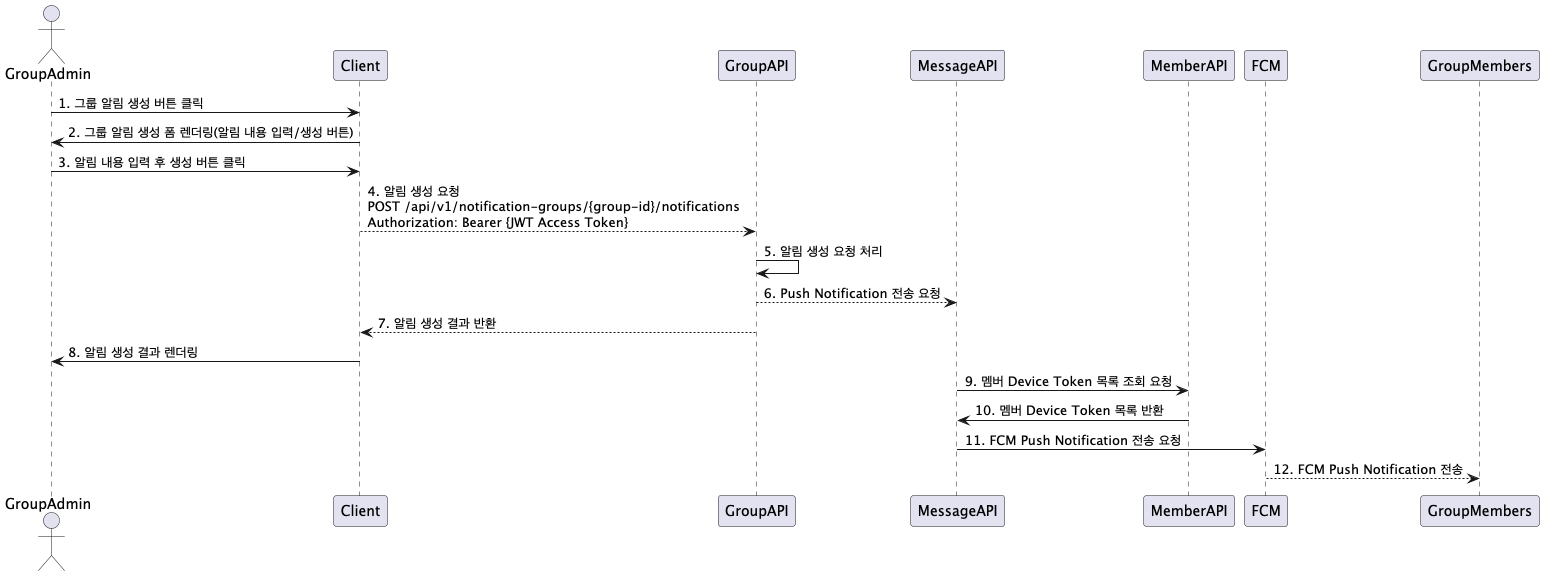 GroupAdmin
Client
GroupAPI
MessageAPI
MemberAPI
FCM
GroupMembers
1. 그룹 알림 생성 버튼 클릭
2. 그룹 알림 생성 폼 렌더링(알림 내용 입력/생성 버튼)
3. 알림 내용 입력 후 생성 버튼 클릭
4. 알림 생성 요청
POST /api/v1/notification-groups/{group-id}/notifications
Authorization: Bearer {JWT Access Token}
5. 알림 생성 요청 처리
6. Push Notification 전송 요청
7. 알림 생성 결과 반환
8. 알림 생성 결과 렌더링
9. 멤버 Device Token 목록 조회 요청
10. 멤버 Device Token 목록 반환
11. FCM Push Notification 전송 요청
12. FCM Push Notification 전송
GroupAdmin
Client
GroupAPI
MessageAPI
MemberAPI
FCM
GroupMembers